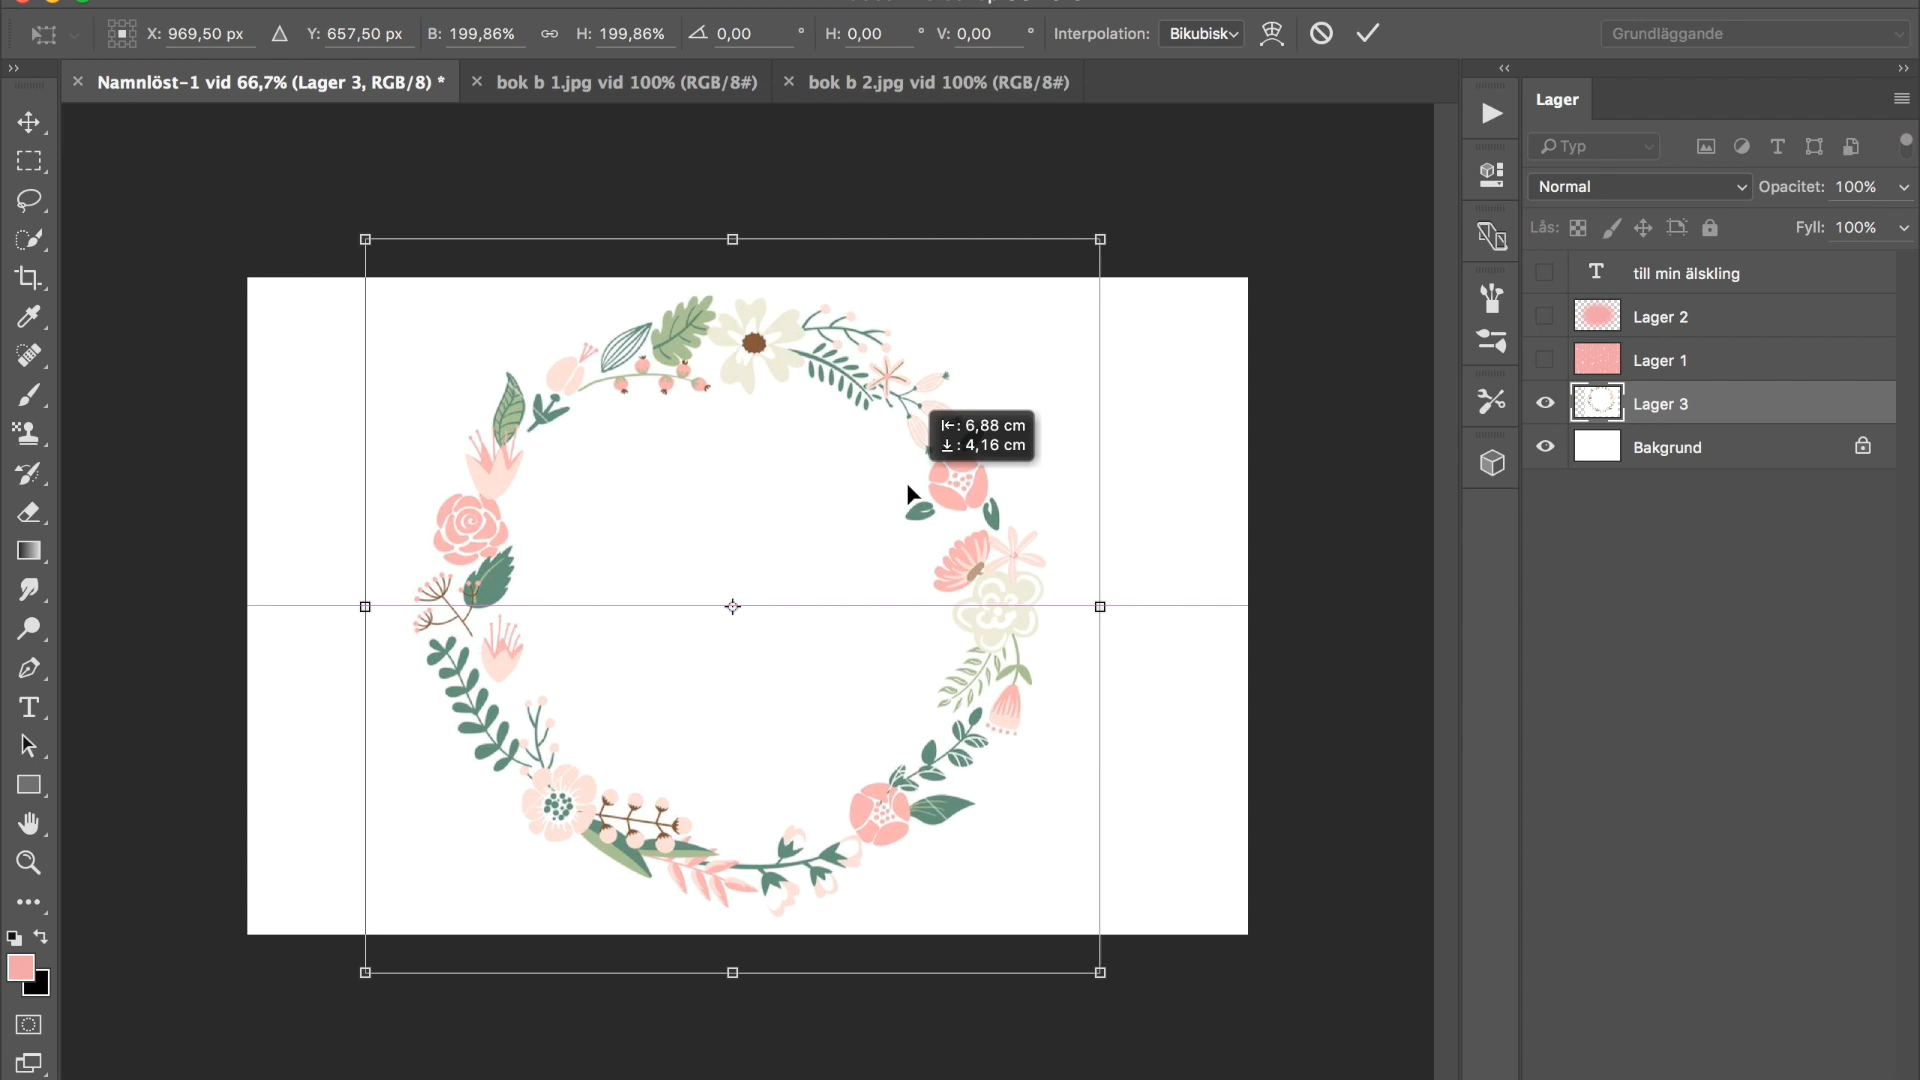 X: 969,50 px
Y: 657,50 px
B: 199,86%
H: 199,86%
0,00 °
H: 0,00 °
V: 0,00 °
Interpolation: Bikubisk
Grundläggande
Namnlöst-1 vid 66,7% (Lager 3, RGB/8) *
bok b 1.jpg vid 100% (RGB/8#)
bok b 2.jpg vid 100% (RGB/8#)
Lager
Typ
Normal
Opacitet: 100%
Lås:
Fyll: 100%
till min älskling
Lager 2
Lager 1
Lager 3
Bakgrund
: 6,88 cm
: 4,16 cm